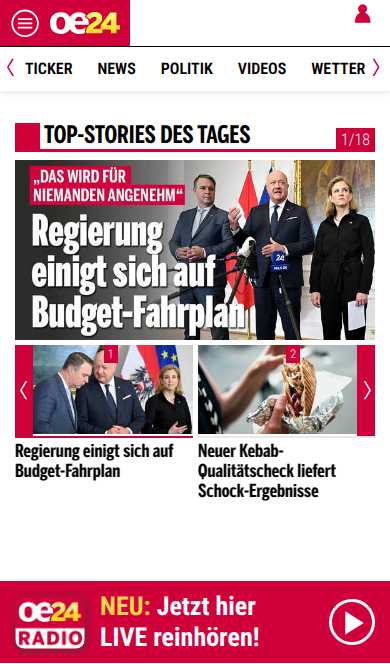 oe24
TICKER NEWS POLITIK VIDEOS WETTER
TOP-STORIES DES TAGES
1/18
„DAS WIRD FÜR
NIEMANDEN ANGENEHM“
Regierung
einigt sich auf
Budget-Fahrplan
24
1
2
Regierung einigt sich auf
Budget-Fahrplan
Neuer Kebab-
Qualitätscheck liefert
Schock-Ergebnisse
oe24
RADIO
NEU: Jetzt hier
LIVE reinhören!